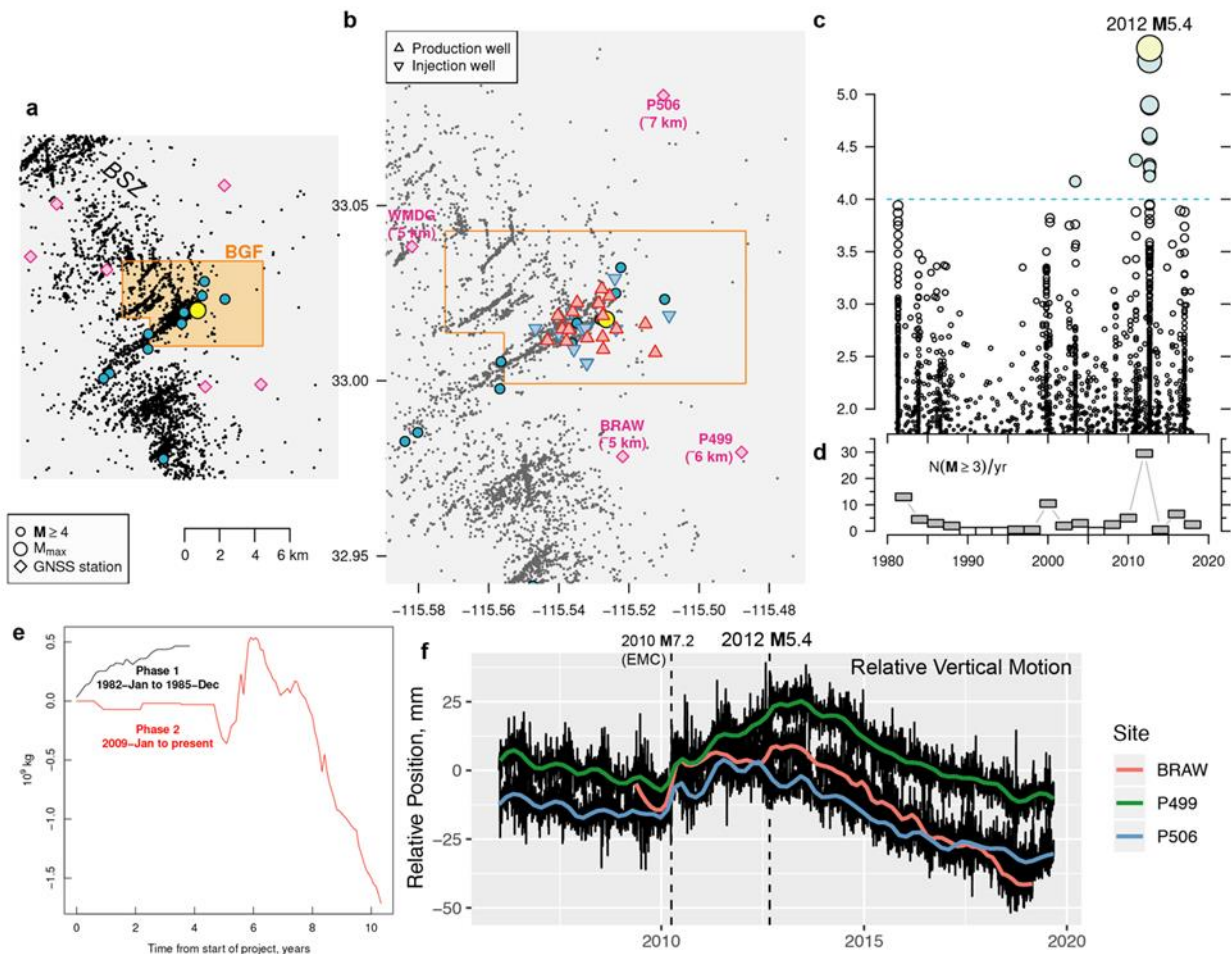 a
BSZ
BGF
M ≥ 4
Mmax
GNSS station
0 2 4 6 km
b
Production well
Injection well
P506
(~7 km)
WMDG
(~5 km)
BRAW
(~5 km)
P499
(~6 km)
33.05
33.00
32.95
−115.58
−115.56
−115.54
−115.52
−115.50
−115.48
c
2012 M5.4
5.0
4.5
4.0
3.5
3.0
2.5
2.0
d
N(M ≥ 3)/yr
30
20
10
0
1980 1990 2000 2010 2020
e
Phase 1
1982−Jan to 1985−Dec
Phase 2
2009−Jan to present
10⁹ kg
0.5
0.0
−0.5
−1.0
−1.5
0 2 4 6 8 10
Time from start of project, years
f
2010 M7.2
(EMC)
2012 M5.4
Relative Vertical Motion
Relative Position, mm
25
0
−25
−50
2010 2015 2020
Site
BRAW
P499
P506